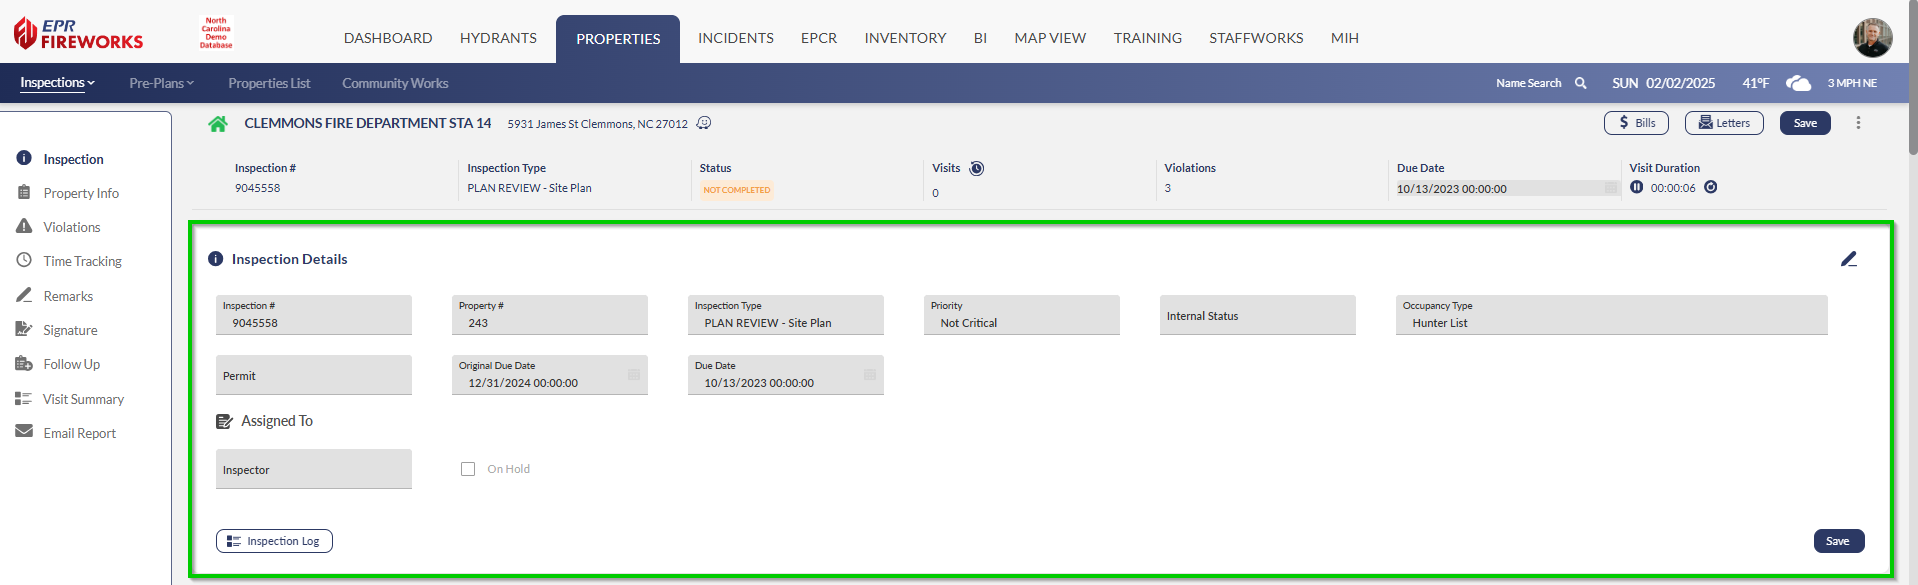 EPR
FIREWORKS
North
Carolina
Demo
Database
DASHBOARD HYDRANTS PROPERTIES INCIDENTS EPCR INVENTORY BI MAP VIEW TRAINING STAFFWORKS MIH
Inspections Pre-Plans Properties List Community Works Name Search SUN 02/02/2025 41°F 3 MPH NE
CLEMMONS FIRE DEPARTMENT STA 14 5931 James St Clemmons, NC 27012 $ Bills Letters Save
Inspection
Property Info
Violations
Time Tracking
Remarks
Signature
Follow Up
Visit Summary
Email Report
Inspection # Inspection Type Status Visits Violations Due Date Visit Duration
9045558 PLAN REVIEW - Site Plan NOT COMPLETED 0 3 10/13/2023 00:00:00 00:00:06
Inspection Details
Inspection # Property # Inspection Type Priority Internal Status Occupancy Type
9045558 243 PLAN REVIEW - Site Plan Not Critical Hunter List
Permit Original Due Date Due Date
12/31/2024 00:00:00 10/13/2023 00:00:00
Assigned To
Inspector On Hold
Inspection Log Save